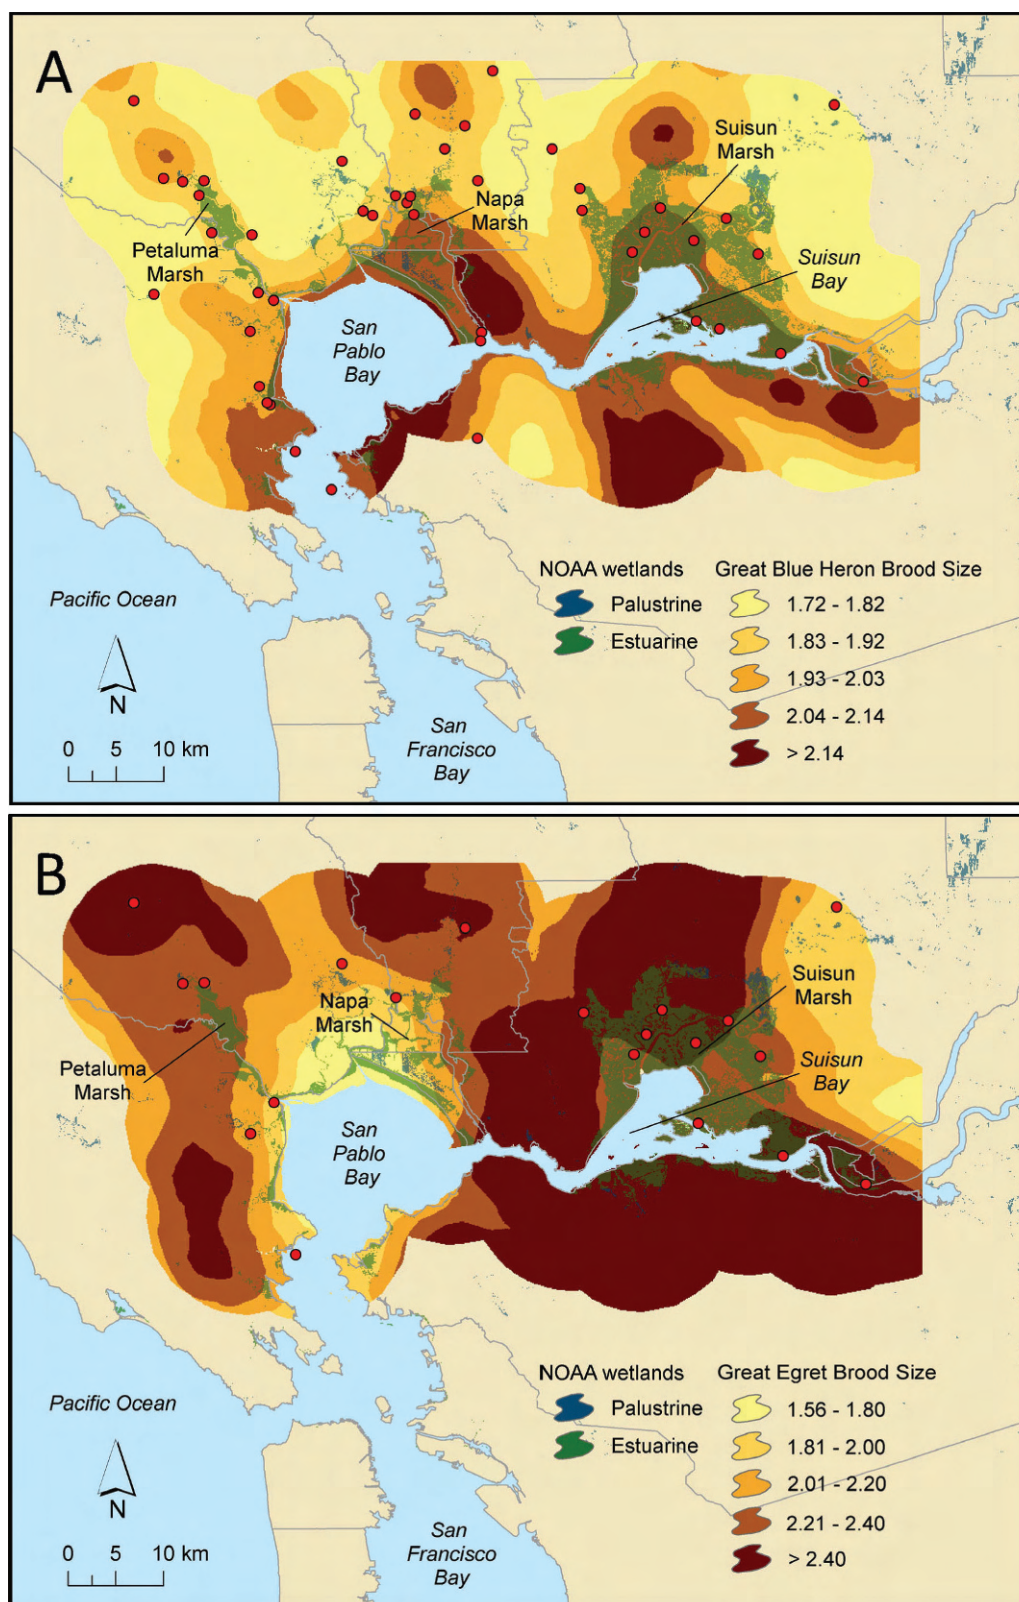 A
Suisun
Marsh
Napa
Marsh
Petaluma
Marsh
Suisun
Bay
San
Pablo
Bay
Pacific Ocean
N
0 5 10 km
San
Francisco
Bay
NOAA wetlands
Palustrine
Estuarine
Great Blue Heron Brood Size
1.72 - 1.82
1.83 - 1.92
1.93 - 2.03
2.04 - 2.14
> 2.14
B
Suisun
Marsh
Napa
Marsh
Petaluma
Marsh
Suisun
Bay
San
Pablo
Bay
Pacific Ocean
N
0 5 10 km
San
Francisco
Bay
NOAA wetlands
Palustrine
Estuarine
Great Egret Brood Size
1.56 - 1.80
1.81 - 2.00
2.01 - 2.20
2.21 - 2.40
> 2.40